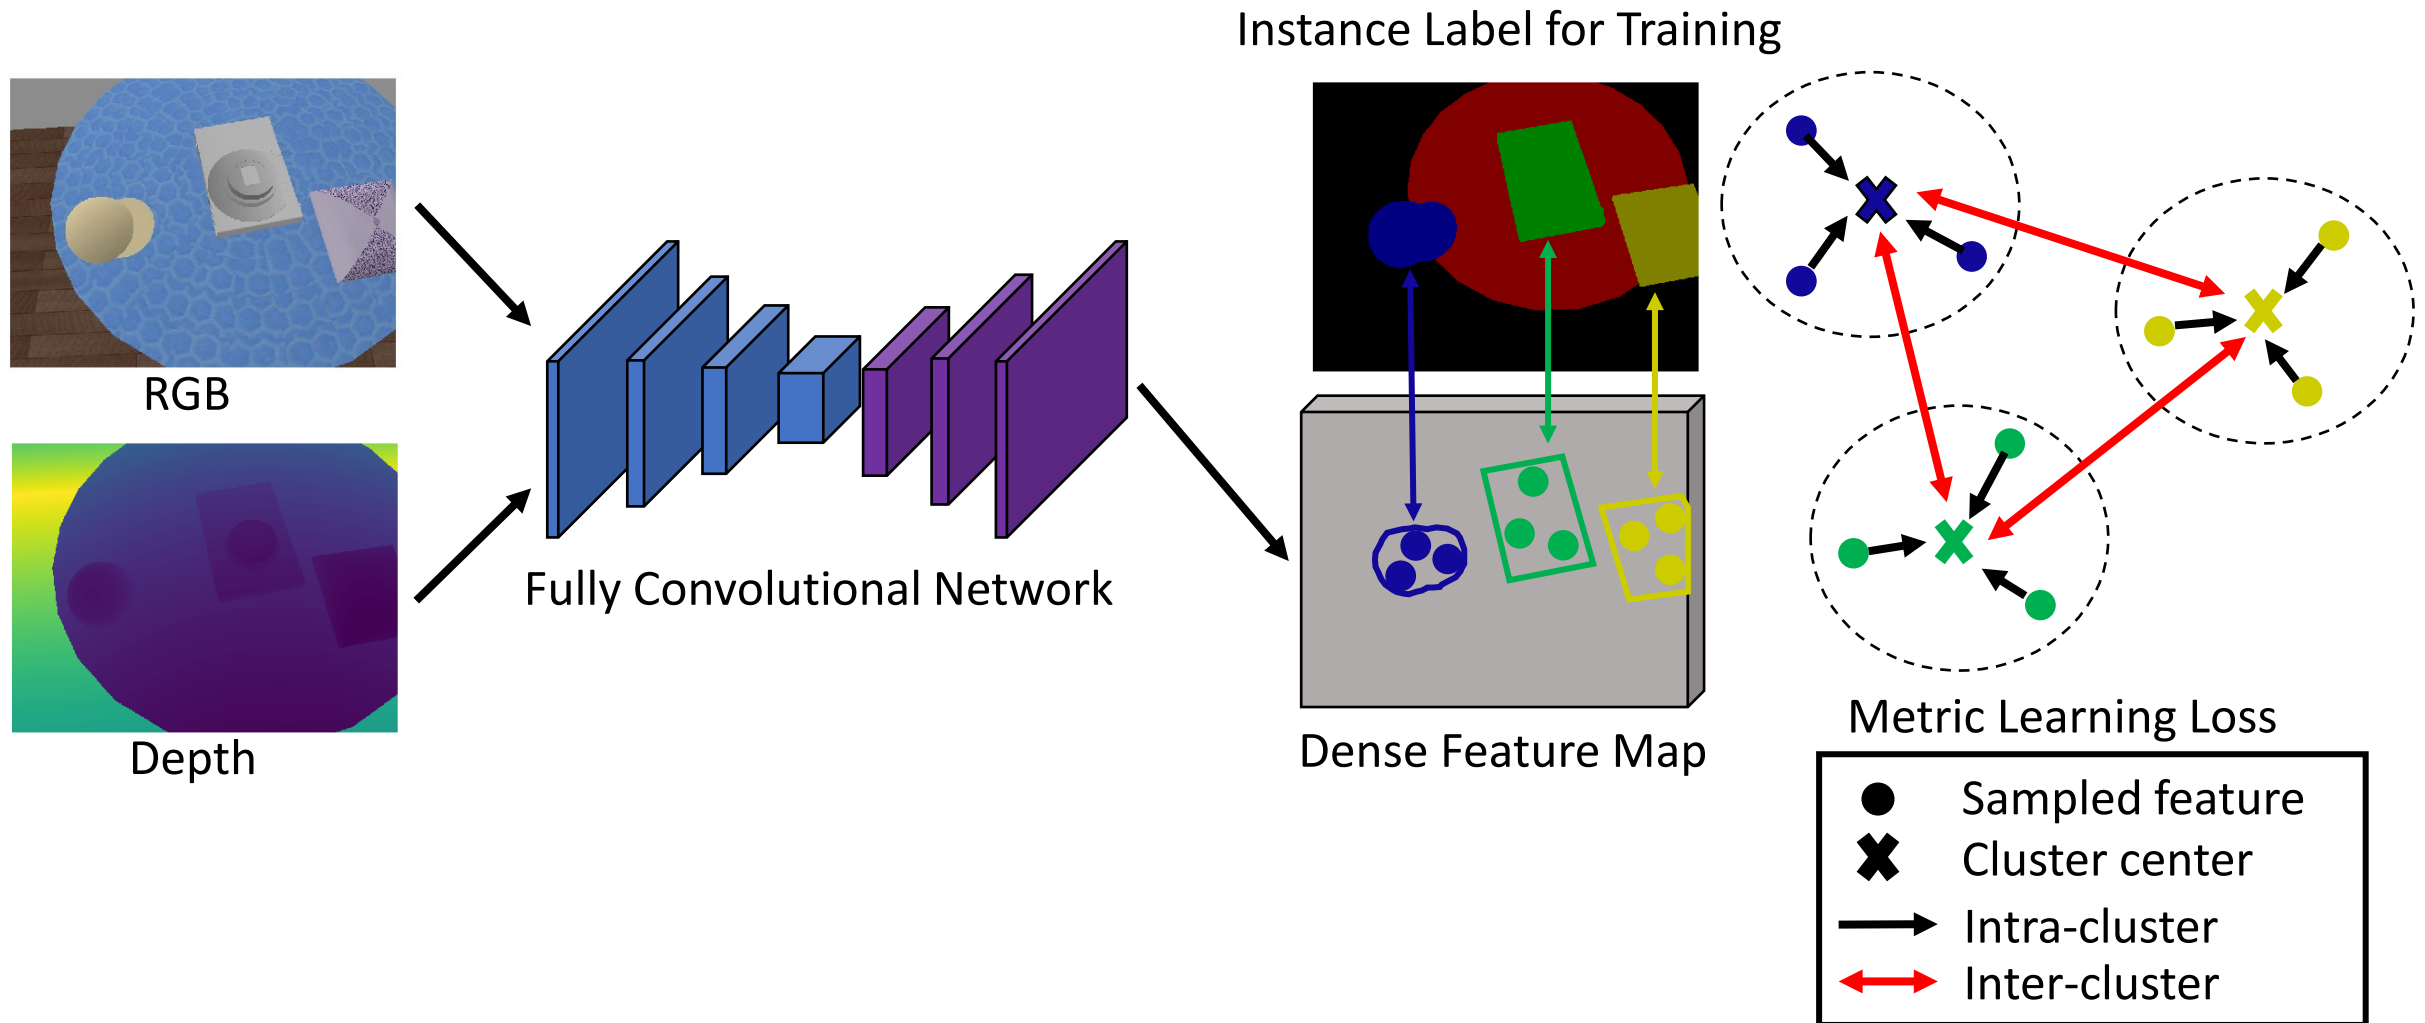 Instance Label for Training
RGB
Depth
Fully Convolutional Network
Dense Feature Map
Metric Learning Loss
Sampled feature
Cluster center
Intra-cluster
Inter-cluster